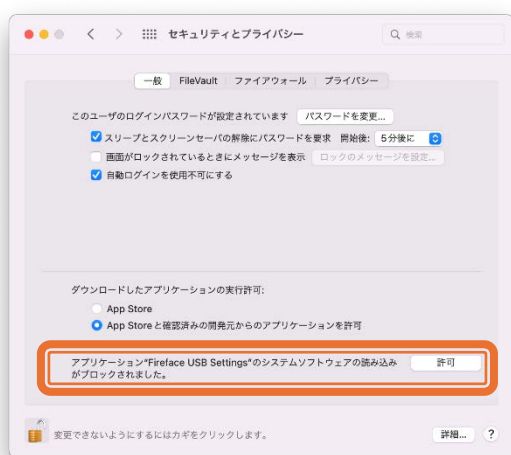 セキュリティとプライバシー
検索
一般 FileVault ファイアウォール プライバシー
このユーザのログインパスワードが設定されています パスワードを変更...
スリープとスクリーンセーバの解除にパスワードを要求 開始後: 5分後に
画面がロックされているときにメッセージを表示 ロックのメッセージを設定...
自動ログインを使用不可にする
ダウンロードしたアプリケーションの実行許可:
App Store
App Storeと確認済みの開発元からのアプリケーションを許可
アプリケーション"Fireface USB Settings"のシステムソフトウェアの読み込み 許可
がブロックされました。
変更できないようにするにはカギをクリックします。 詳細... ?